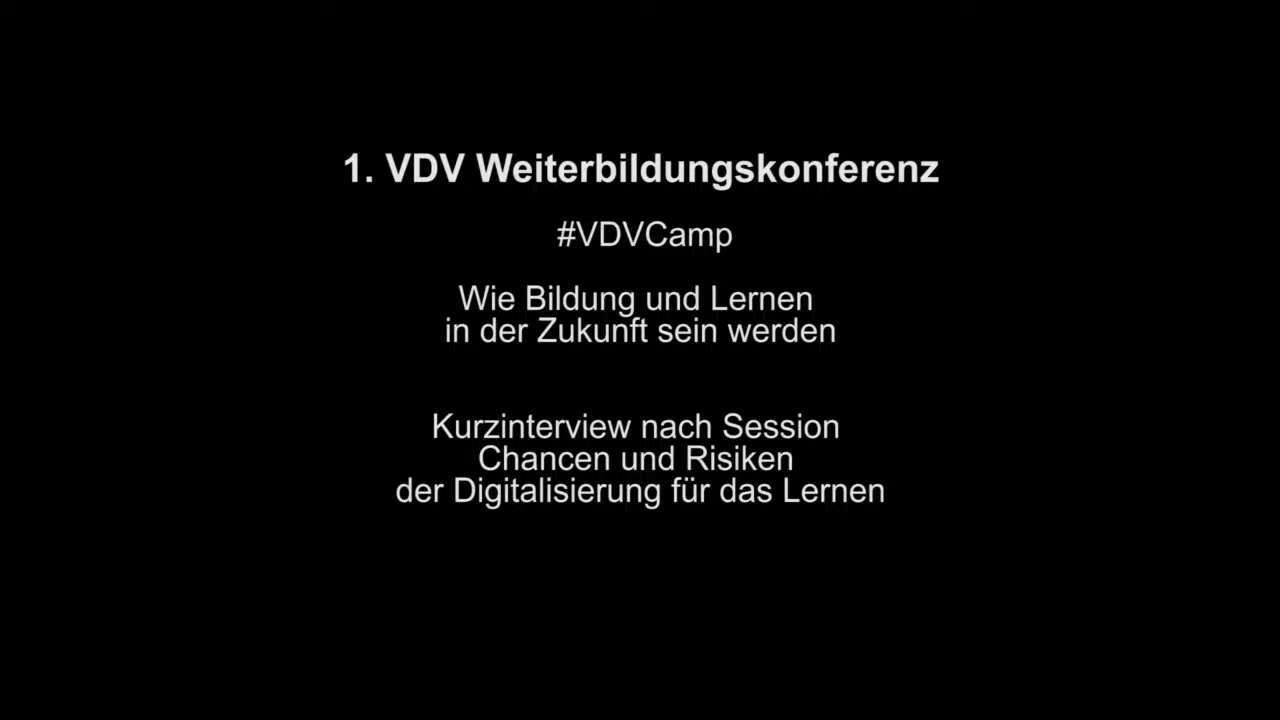 1. VDV Weiterbildungskonferenz
#VDVCamp
Wie Bildung und Lernen
in der Zukunft sein werden
Kurzinterview nach Session
Chancen und Risiken
der Digitalisierung für das Lernen